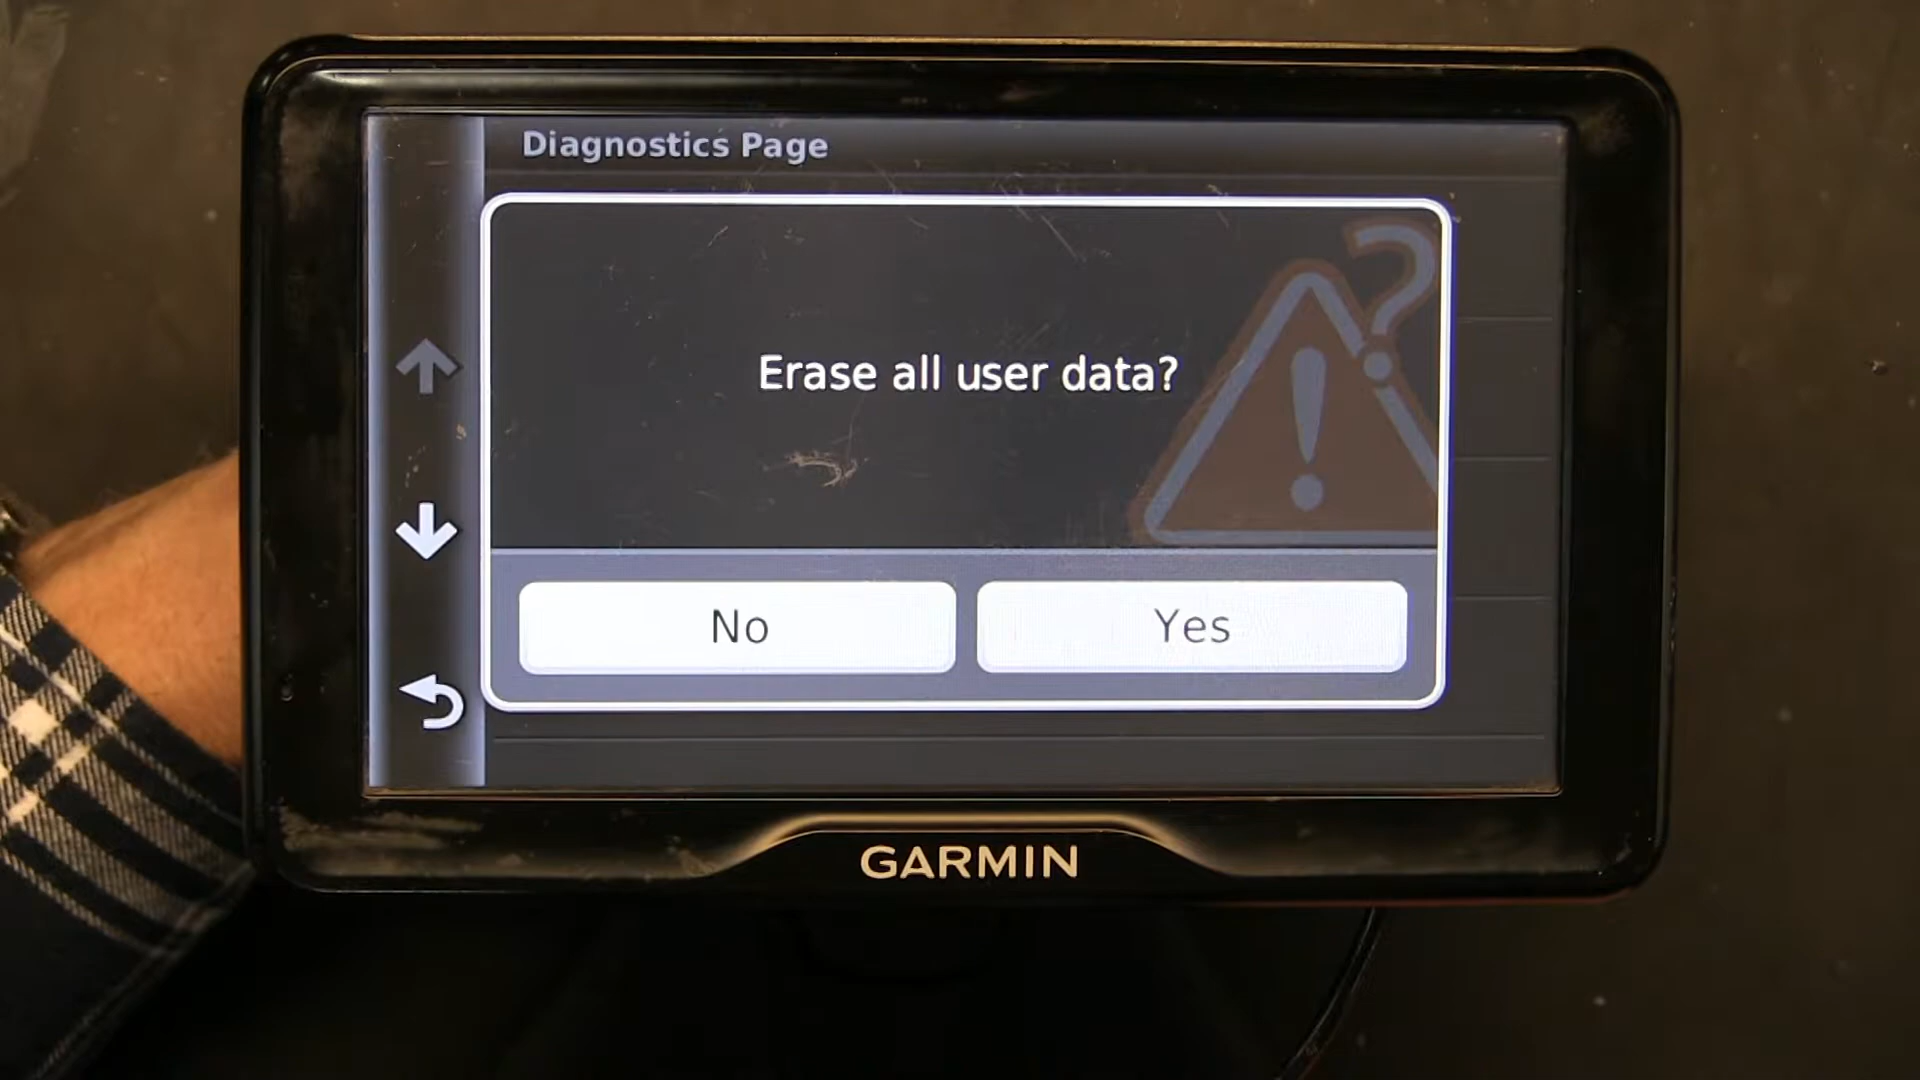 Diagnostics Page
Erase all user data?
No
Yes
GARMIN